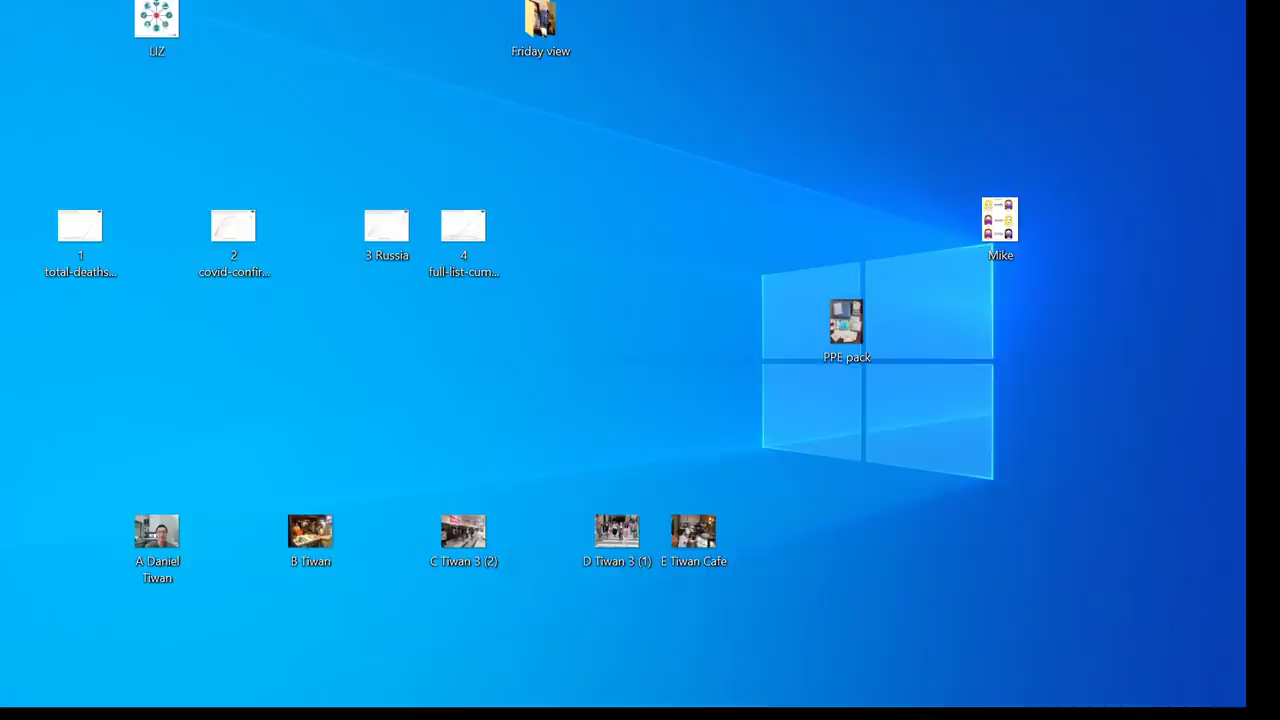 LIZ
Friday view
1
total-deaths...
2
covid-confir...
3 Russia
4
full-list-cum...
Mike
PPE pack
A Daniel
Tiwan
B Tiwan
C Tiwan 3 (2)
D Tiwan 3 (1)
E Tiwan Cafe